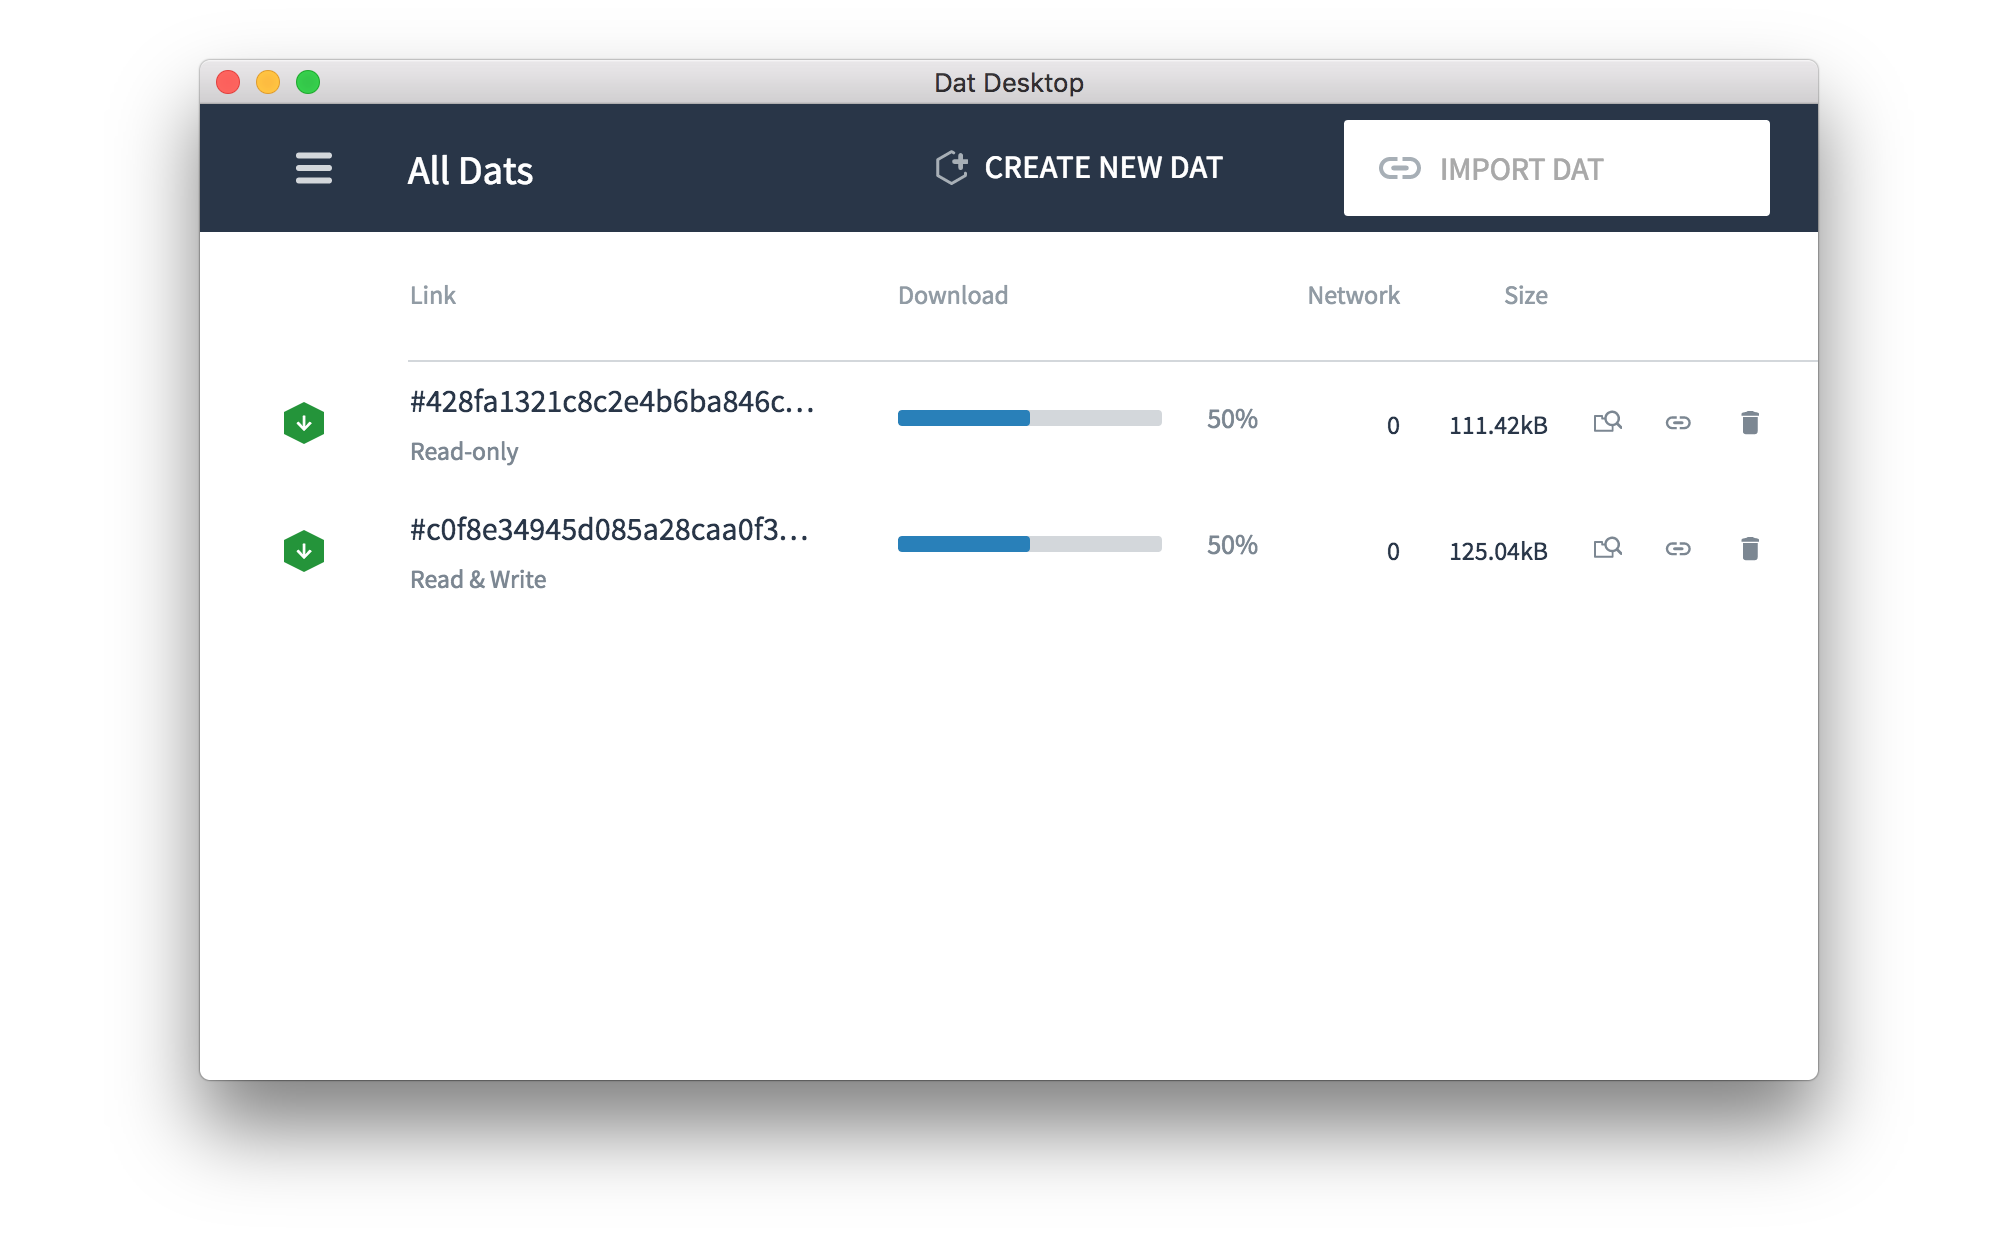 Dat Desktop
All Dats
CREATE NEW DAT
IMPORT DAT
Link Download Network Size
#428fa1321c8c2e4b6ba846c...
Read-only
50% 0 111.42kB
#c0f8e34945d085a28caa0f3...
Read & Write
50% 0 125.04kB